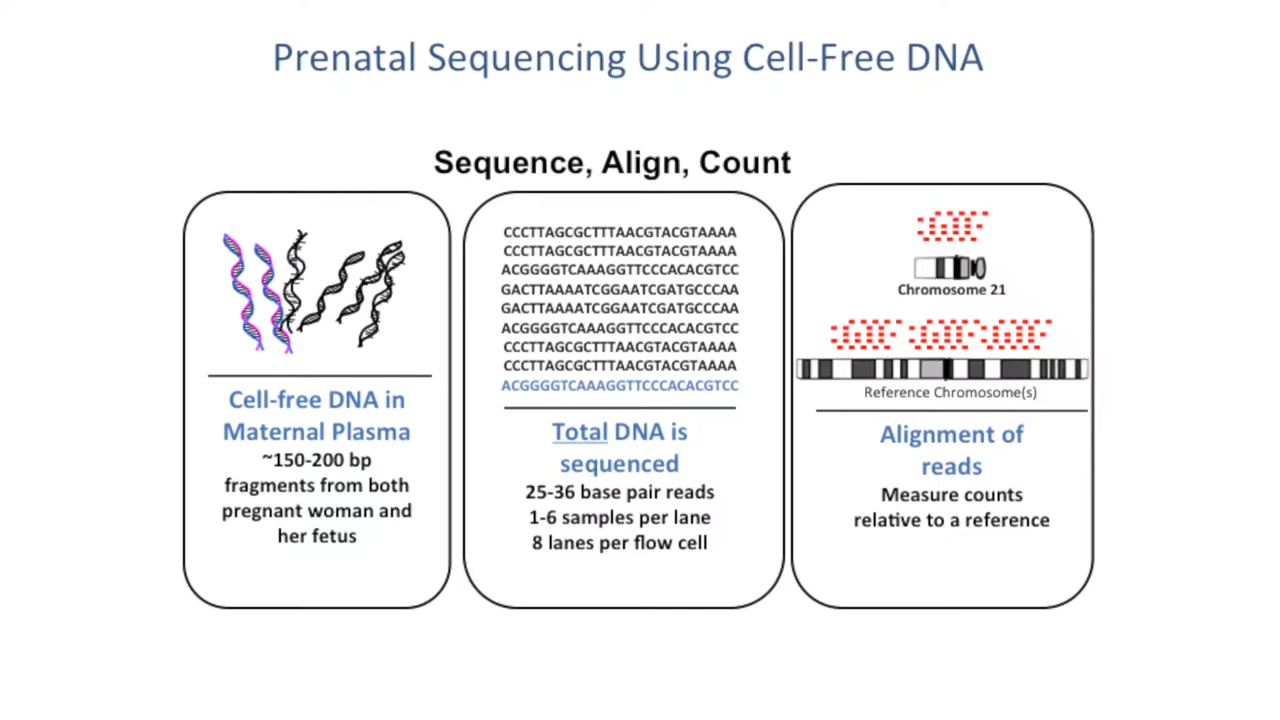 Prenatal Sequencing Using Cell-Free DNA
Sequence, Align, Count
Cell-free DNA in
Maternal Plasma
~150-200 bp
fragments from both
pregnant woman and
her fetus
CCCTTAGCGCTTTAACGTACGTAAAA
CCCTTAGCGCTTTAACGTACGTAAAA
ACGGGGTCAAAGGTTCCCACACGTCC
GACTTAAAATCGGAATCGATGCCCAA
GACTTAAAATCGGAATCGATGCCCAA
ACGGGGTCAAAGGTTCCCACACGTCC
CCCTTAGCGCTTTAACGTACGTAAAA
CCCTTAGCGCTTTAACGTACGTAAAA
ACGGGGTCAAAGGTTCCCACACGTCC
Total DNA is
sequenced
25-36 base pair reads
1-6 samples per lane
8 lanes per flow cell
Chromosome 21
Reference Chromosome(s)
Alignment of
reads
Measure counts
relative to a reference